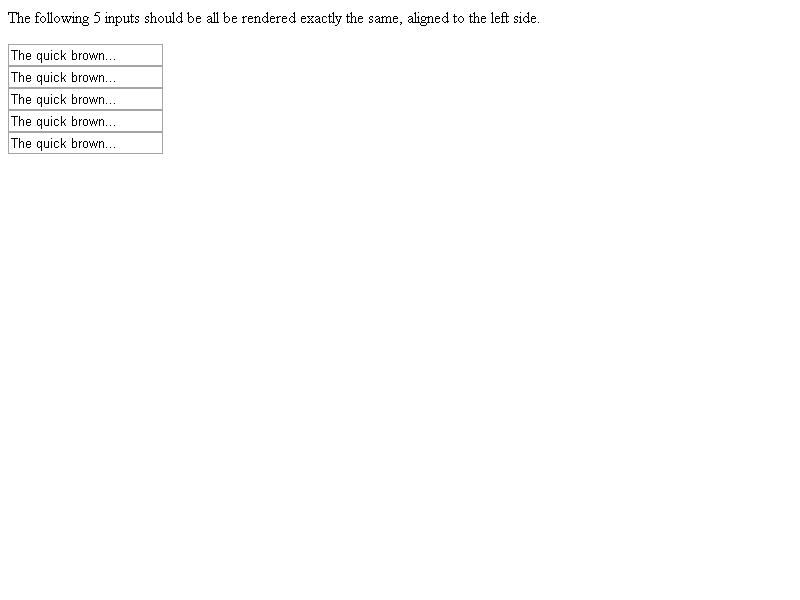 The following 5 inputs should be all be rendered exactly the same, aligned to the left side.
The quick brown...
The quick brown...
The quick brown...
The quick brown...
The quick brown...